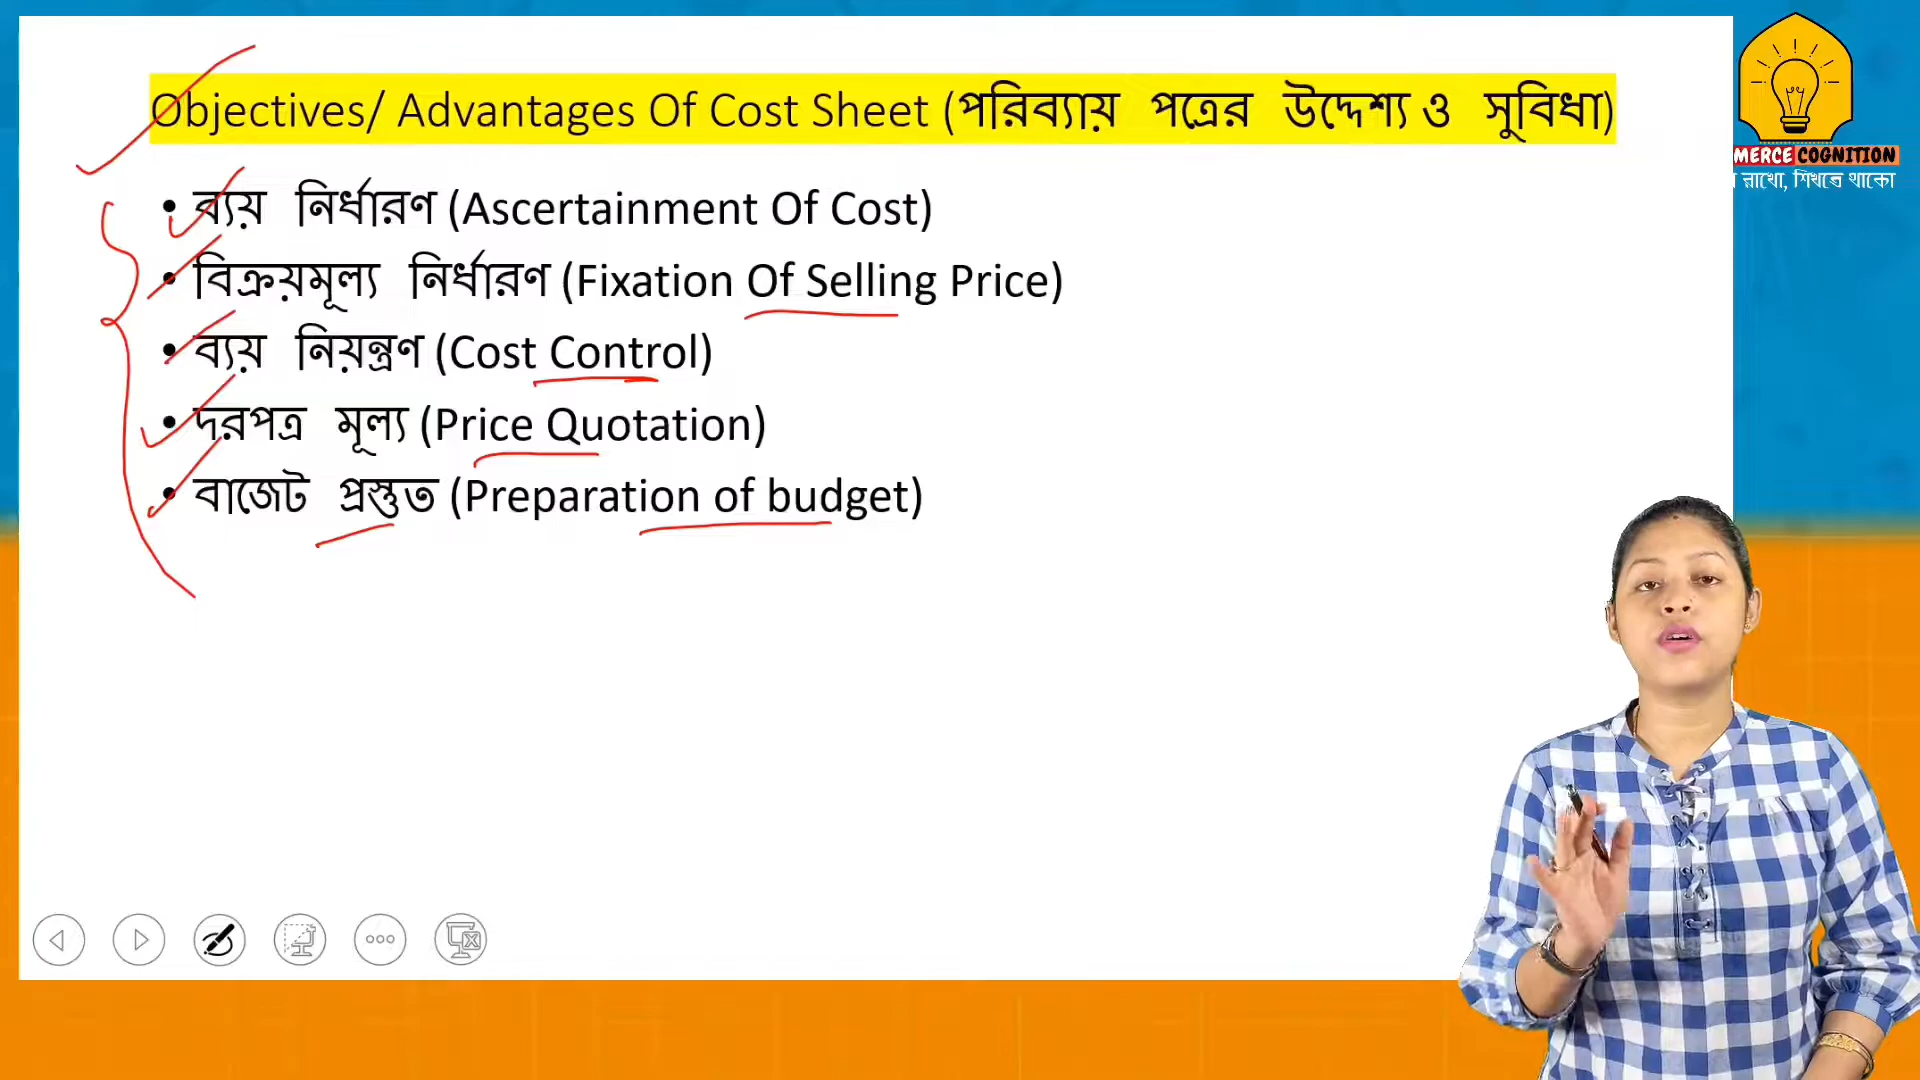 Objectives/ Advantages Of Cost Sheet (পরিব্যায় পত্রের উদ্দেশ্য ও সুবিধা)
• ব্যয় নির্ধারণ (Ascertainment Of Cost)
• বিক্রয়মূল্য নির্ধারণ (Fixation Of Selling Price)
• ব্যয় নিয়ন্ত্রণ (Cost Control)
• দরপত্র মূল্য (Price Quotation)
• বাজেট প্রস্তুত (Preparation of budget)
MERCE COGNITION
রাখো, শিখতে থাকো